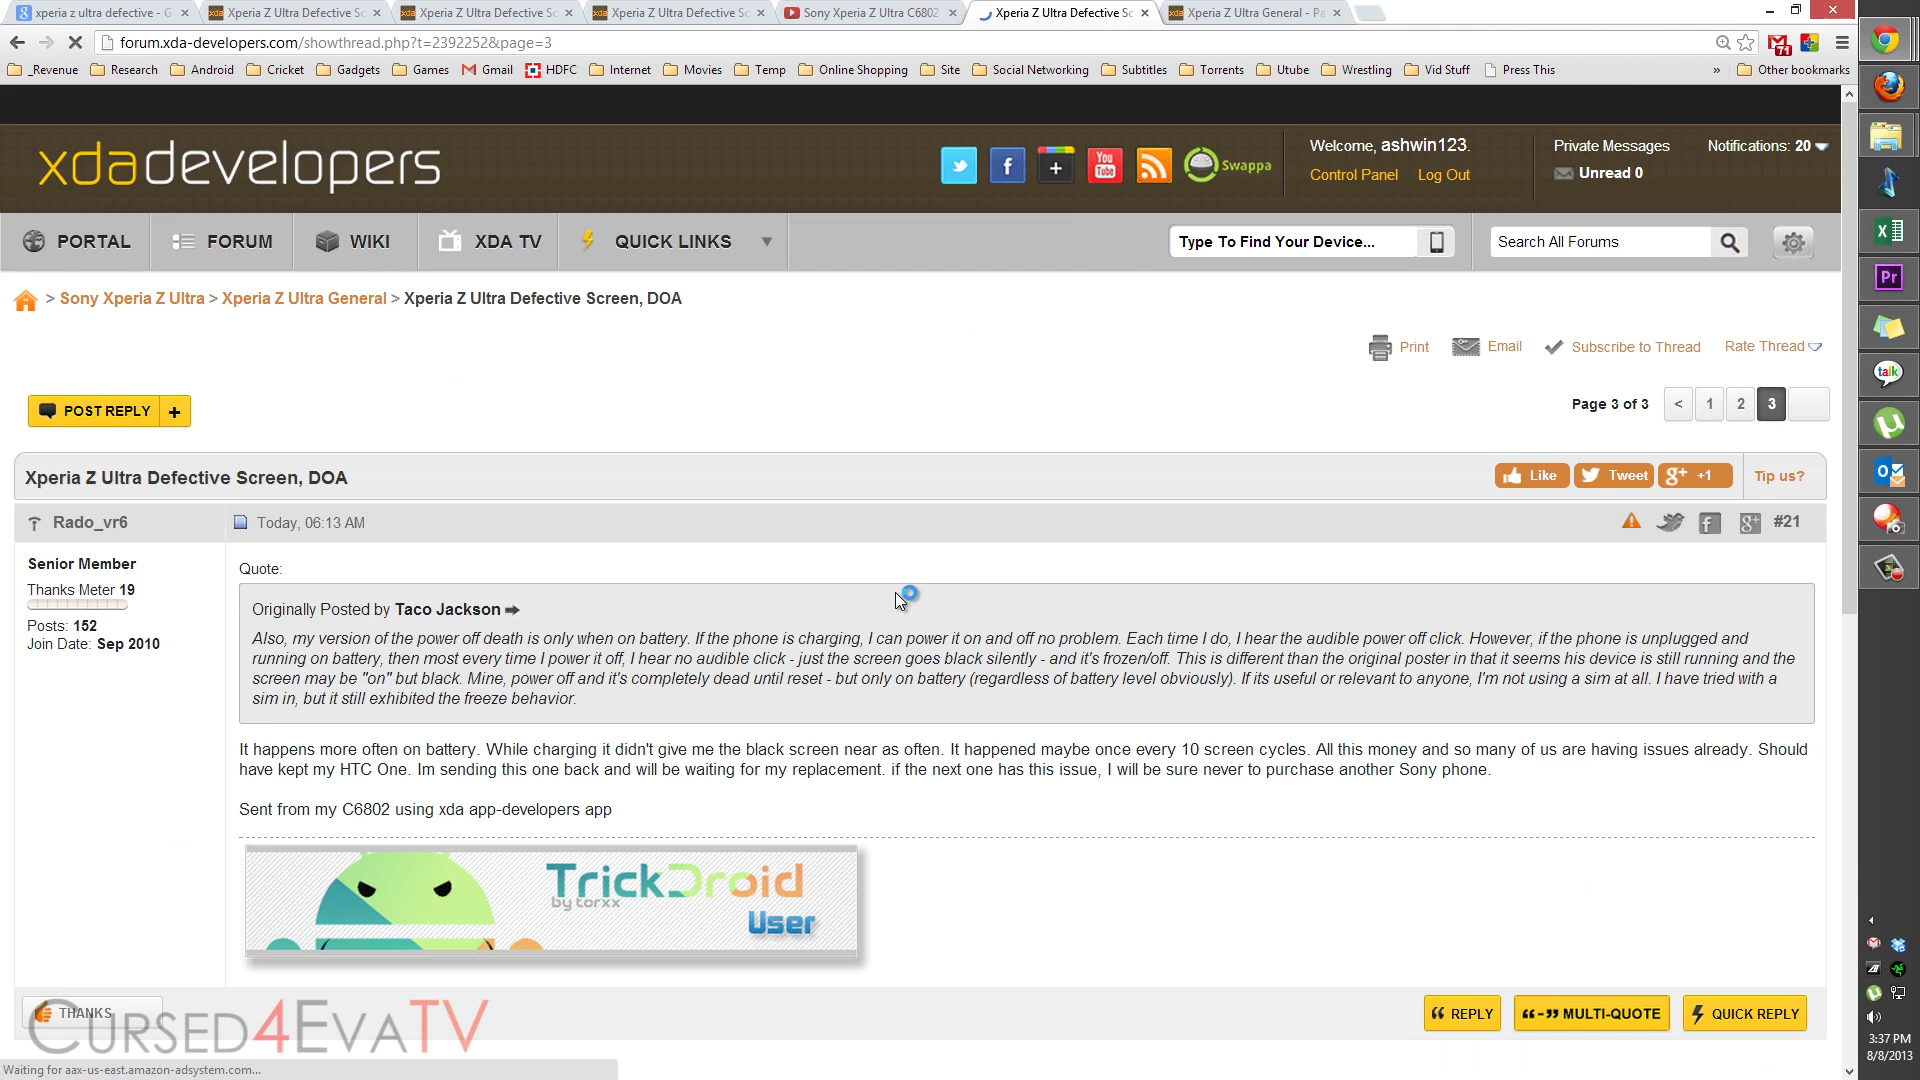 xperia z ultra defective - G
Xperia Z Ultra Defective Sc
Xperia Z Ultra Defective Sc
Xperia Z Ultra Defective Sc
Sony Xperia Z Ultra C6802
Xperia Z Ultra Defective Sc
Xperia Z Ultra General - Pa
forum.xda-developers.com/showthread.php?t=2392252&page=3
_Revenue Research Android Cricket Gadgets Games Gmail HDFC Internet Movies Temp Online Shopping Site Social Networking Subtitles Torrents Utube Wrestling Vid Stuff Press This » Other bookmarks
xdadevelopers
You Tube
Swappa
Welcome, ashwin123.
Control Panel Log Out
Private Messages
Unread 0
Notifications: 20
PORTAL FORUM WIKI XDA TV QUICK LINKS
Type To Find Your Device...
Search All Forums
> Sony Xperia Z Ultra > Xperia Z Ultra General > Xperia Z Ultra Defective Screen, DOA
Print Email Subscribe to Thread Rate Thread
POST REPLY +
Page 3 of 3 < 1 2 3
Xperia Z Ultra Defective Screen, DOA
Like Tweet g+ +1 Tip us?
Rado_vr6
Today, 06:13 AM
#21
Senior Member
Thanks Meter 19
Posts: 152
Join Date: Sep 2010
Quote:
Originally Posted by Taco Jackson
Also, my version of the power off death is only when on battery. If the phone is charging, I can power it on and off no problem. Each time I do, I hear the audible power off click. However, if the phone is unplugged and
running on battery, then most every time I power it off, I hear no audible click - just the screen goes black silently - and it's frozen/off. This is different than the original poster in that it seems his device is still running and the
screen may be "on" but black. Mine, power off and it's completely dead until reset - but only on battery (regardless of battery level obviously). If its useful or relevant to anyone, I'm not using a sim at all. I have tried with a
sim in, but it still exhibited the freeze behavior.
It happens more often on battery. While charging it didn't give me the black screen near as often. It happened maybe once every 10 screen cycles. All this money and so many of us are having issues already. Should
have kept my HTC One. Im sending this one back and will be waiting for my replacement. if the next one has this issue, I will be sure never to purchase another Sony phone.
Sent from my C6802 using xda app-developers app
TrickDroid
by torxx
User
THANKS
CURSED4EVATV
REPLY MULTI-QUOTE QUICK REPLY
Waiting for aax-us-east.amazon-adsystem.com...
Pr
talk
3:37 PM
8/8/2013